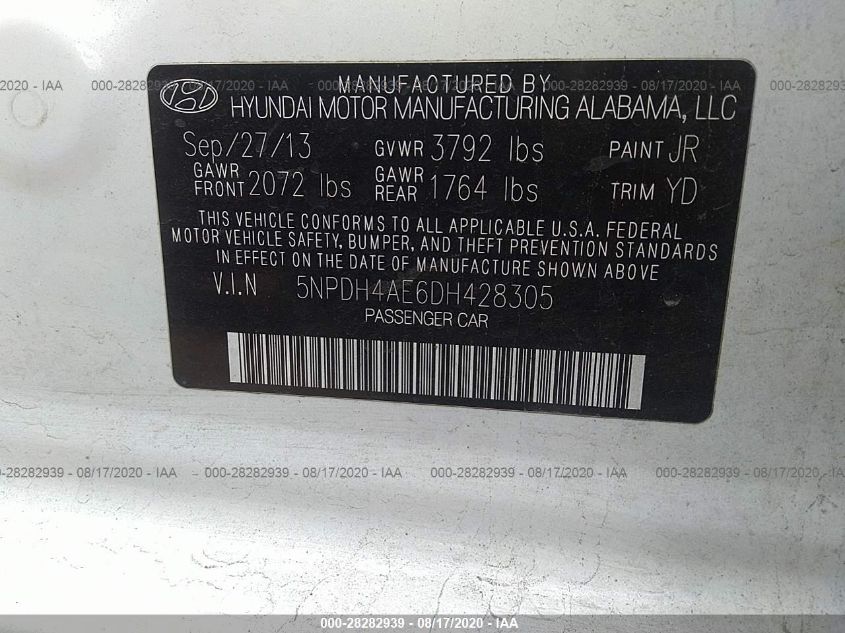 2020 - IAA 000-28282939 - 08/17/2020 - IAA 000-28282939 - 08/17/2020 - IAA 000-28282939 - 08/17/2020
MANUFACTURED BY
HYUNDAI MOTOR MANUFACTURING ALABAMA, LLC
Sep/27/13 GVWR 3792 lbs PAINT JR
GAWR FRONT 2072 lbs GAWR REAR 1764 lbs TRIM YD
THIS VEHICLE CONFORMS TO ALL APPLICABLE U.S.A. FEDERAL
MOTOR VEHICLE SAFETY, BUMPER, AND THEFT PREVENTION STANDARDS
IN EFFECT ON THE DATE OF MANUFACTURE SHOWN ABOVE
V.I.N 5NPDH4AE6DH428305
PASSENGER CAR
000-28282939 - 08/17/2020 - IAA 000-28282939 - 08/17/2020 - IAA 000-28282939 - 08/17/2020 - IAA 000-28282939
000-28282939 - 08/17/2020 - IAA